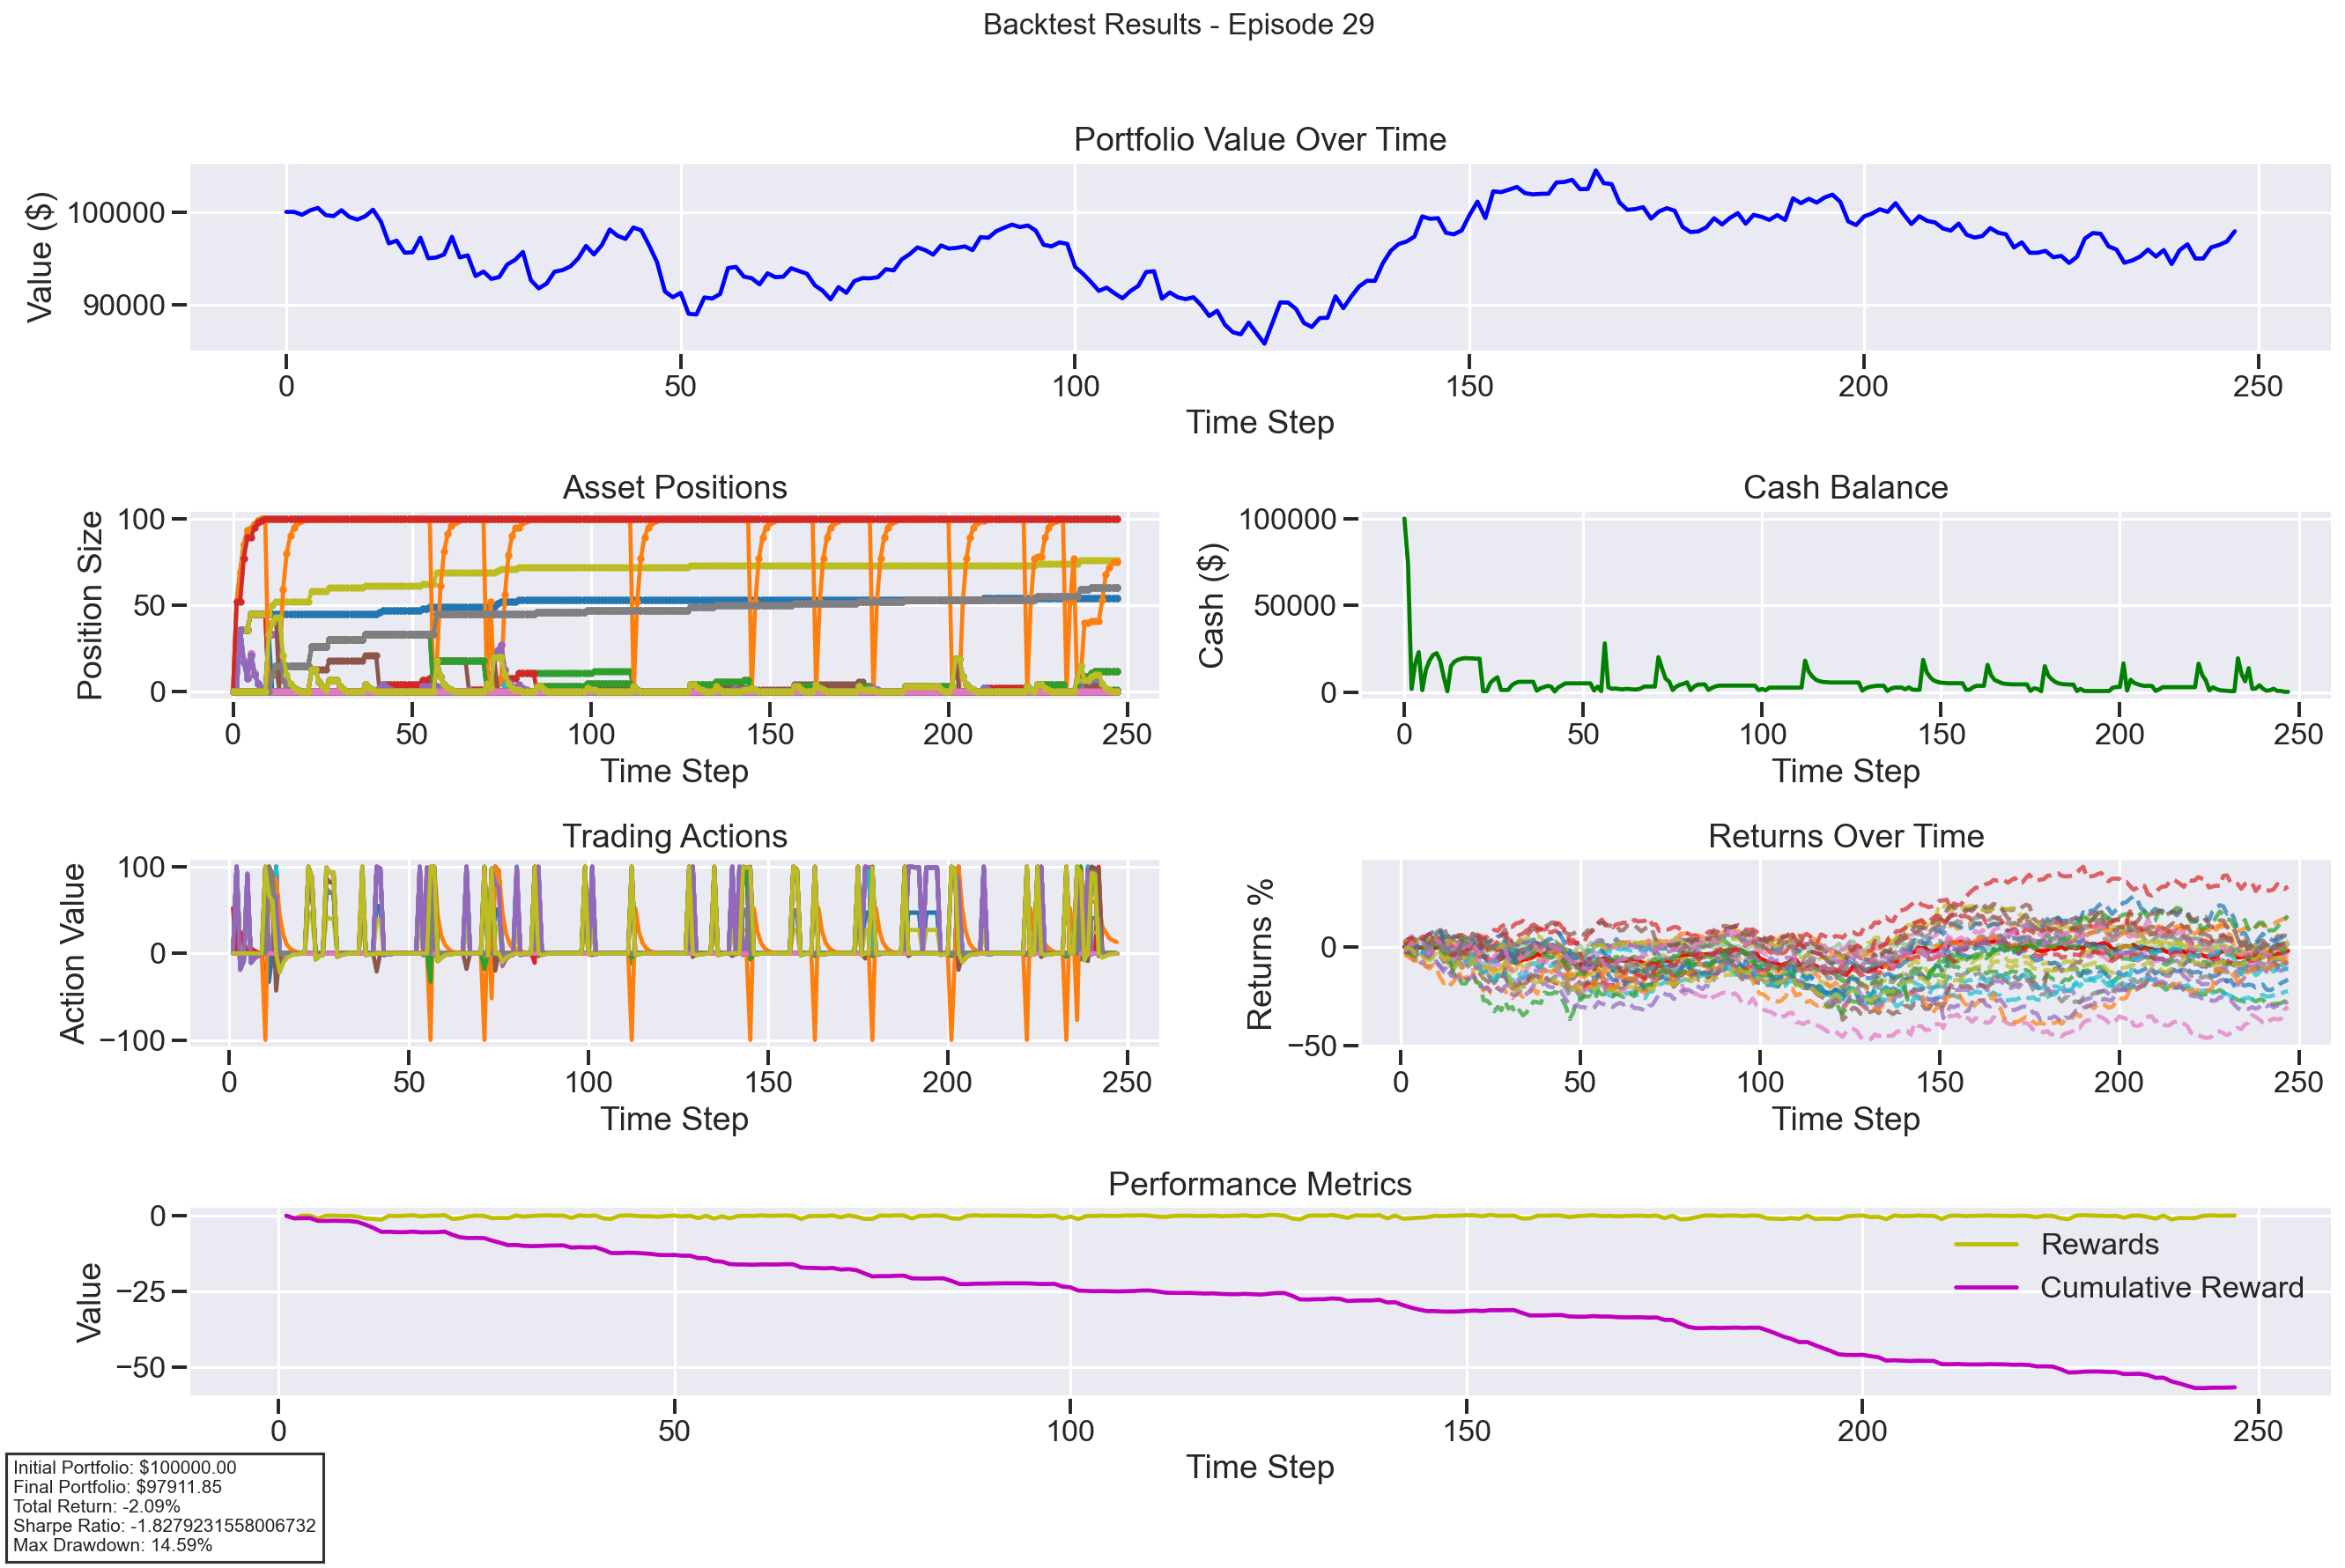 Backtest Results - Episode 29
Portfolio Value Over Time
Value ($)
100000
90000
0 50 100 150 200 250
Time Step
Asset Positions
Position Size
100
50
0
0 50 100 150 200 250
Time Step
Cash Balance
Cash ($)
100000
50000
0
0 50 100 150 200 250
Time Step
Trading Actions
Action Value
100
0
−100
0 50 100 150 200 250
Time Step
Returns Over Time
Returns %
0
−50
0 50 100 150 200 250
Time Step
Performance Metrics
Value
0
−25
−50
Rewards
Cumulative Reward
0 50 100 150 200 250
Time Step
Initial Portfolio: $100000.00
Final Portfolio: $97911.85
Total Return: -2.09%
Sharpe Ratio: -1.8279231558006732
Max Drawdown: 14.59%